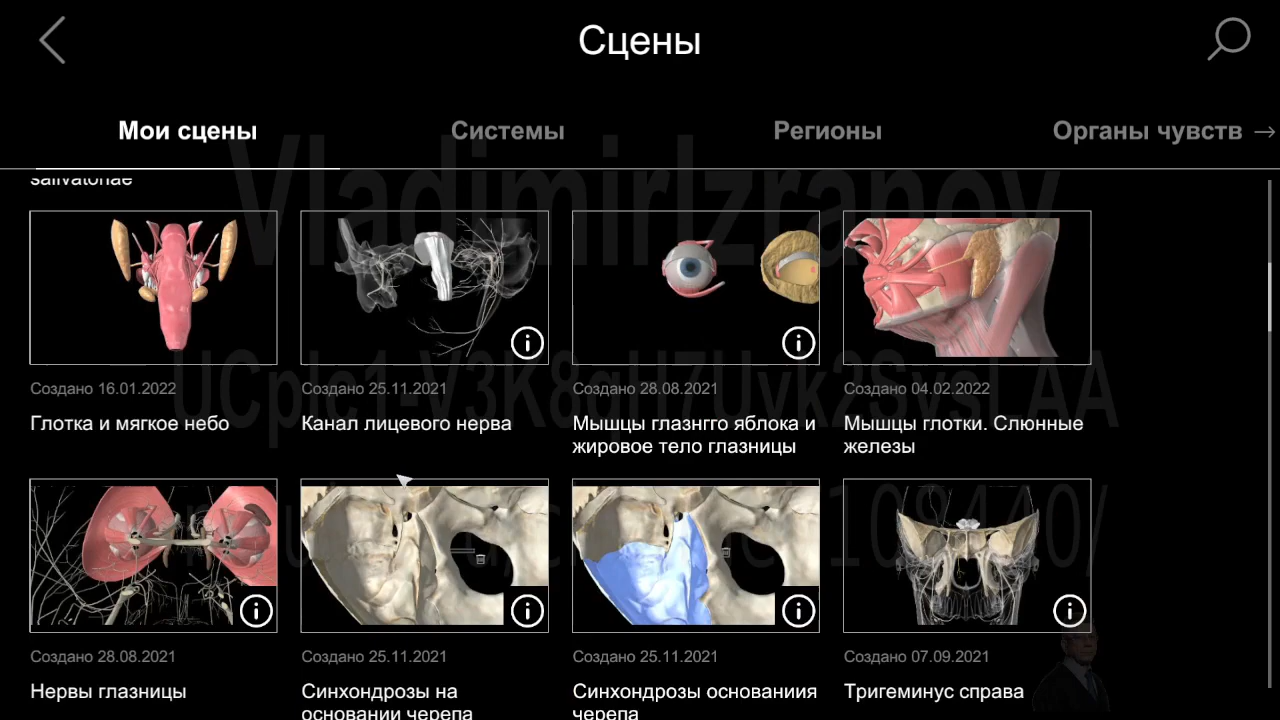 Сцены
Мои сцены
Системы
Регионы
Органы чувств →
salivatoriae
VladimirIzranov
Создано 16.01.2022
Создано 25.11.2021
Создано 28.08.2021
Создано 04.02.2022
Глотка и мягкое небо
Канал лицевого нерва
Мышцы глазнгго яблока и
жировое тело глазницы
Мышцы глотки. Слюнные
железы
Создано 28.08.2021
Создано 25.11.2021
Создано 25.11.2021
Создано 07.09.2021
Нервы глазницы
Синхондрозы на
основании черепа
Синхондрозы основаниия
черепа
Тригеминус справа